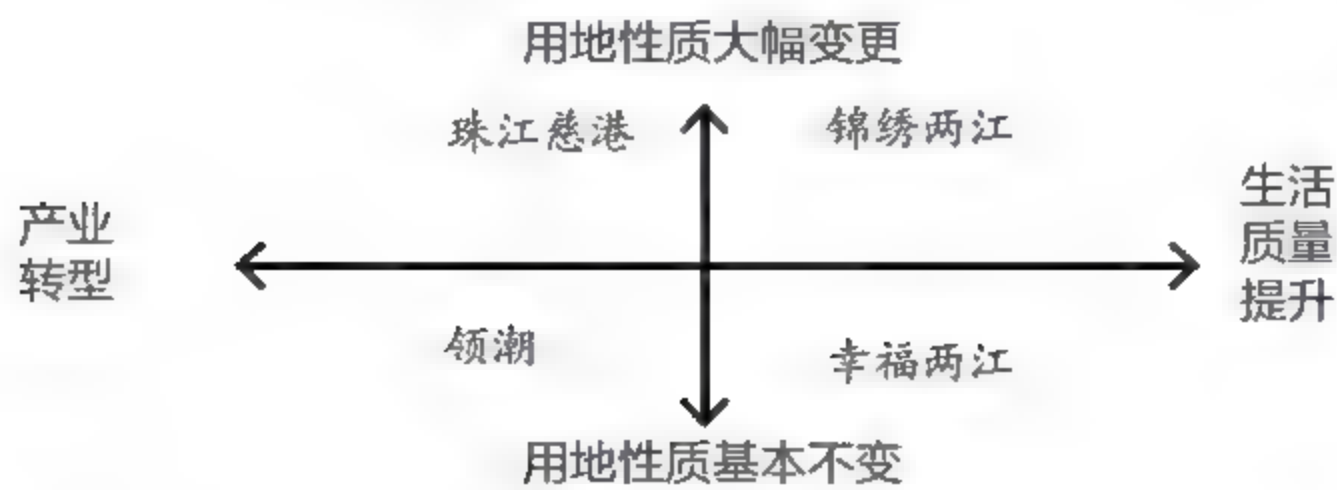 用地性质大幅变更
珠江慈港
锦绣两江
产业
转型
生活
质量
提升
领潮
幸福两江
用地性质基本不变